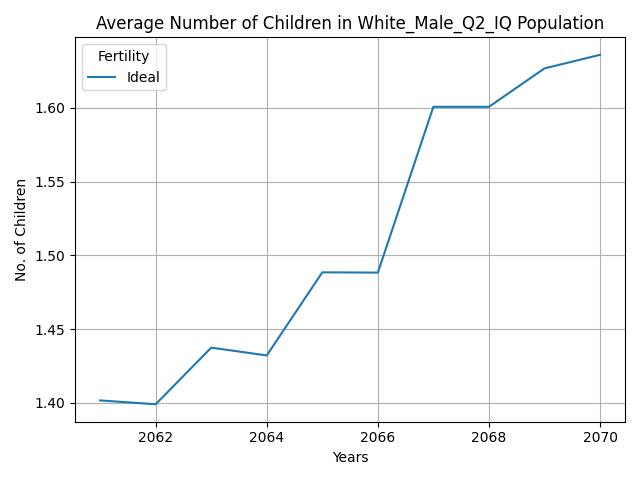 Average Number of Children in White_Male_Q2_IQ Population
Fertility
Ideal
No. of Children
1.60
1.55
1.50
1.45
1.40
2062 2064 2066 2068 2070
Years